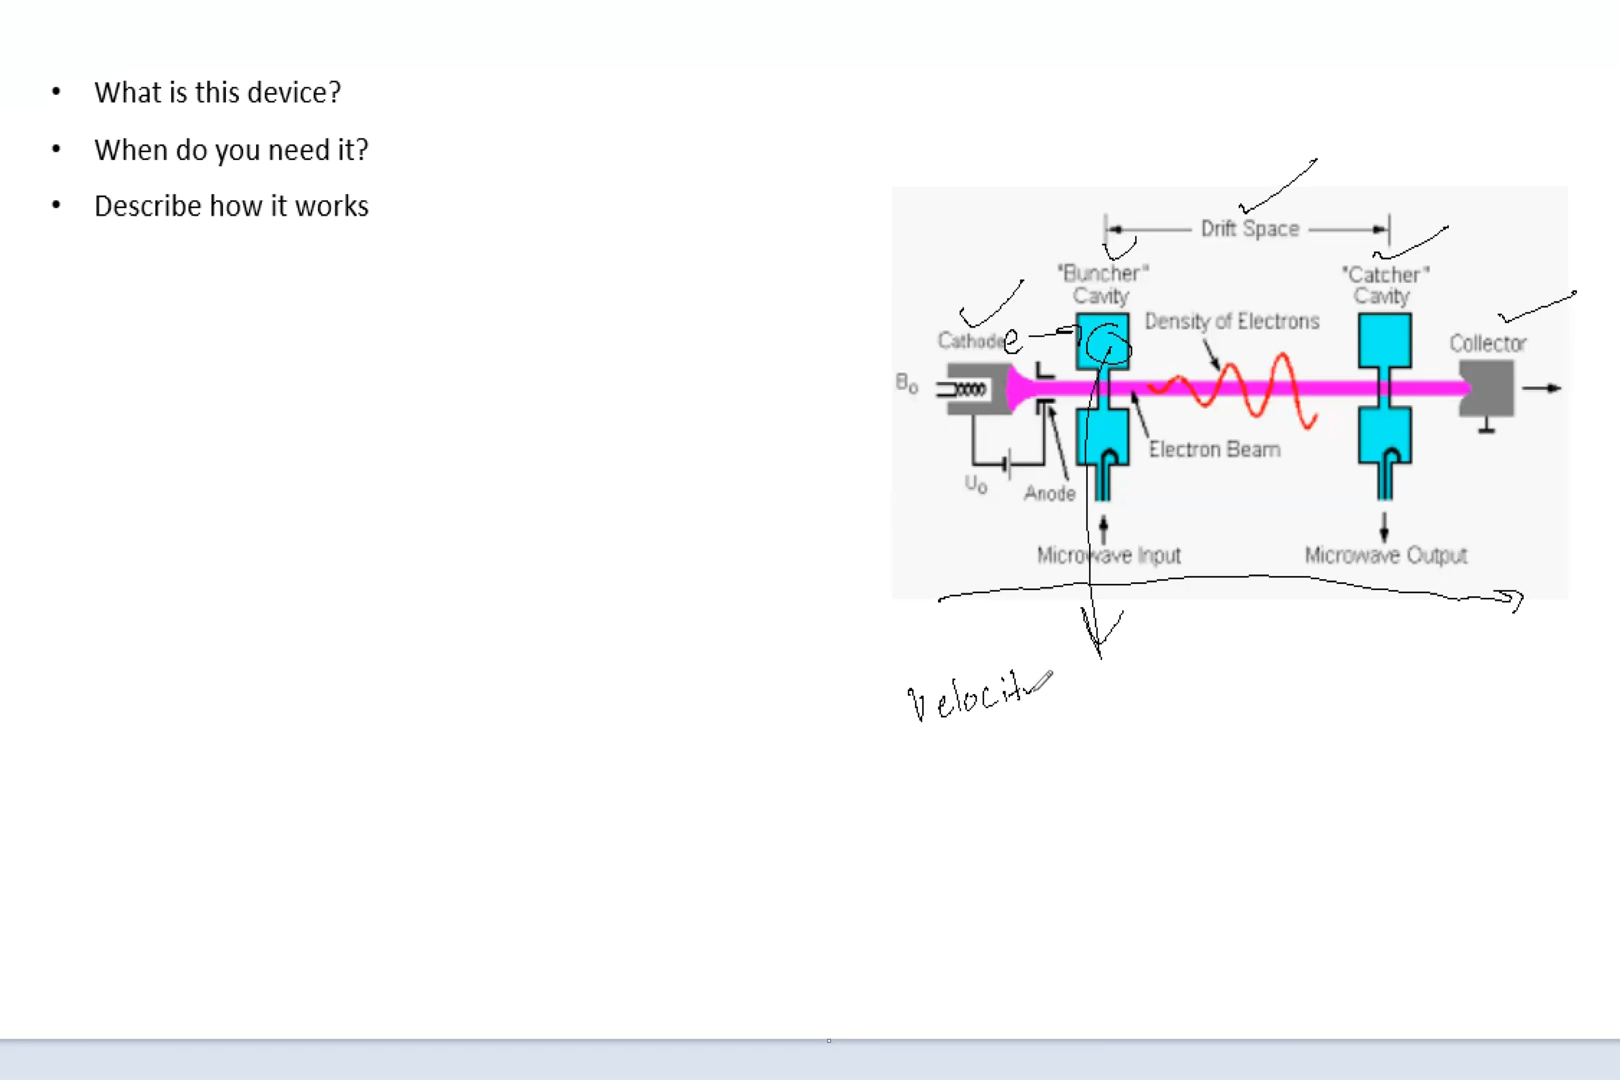 • What is this device?
• When do you need it?
• Describe how it works
Drift Space
"Buncher"
Cavity
"Catcher"
Cavity
Density of Electrons
Cathode
e
Collector
B₀
Electron Beam
U₀
Anode
Microwave Input
Microwave Output
Velocit